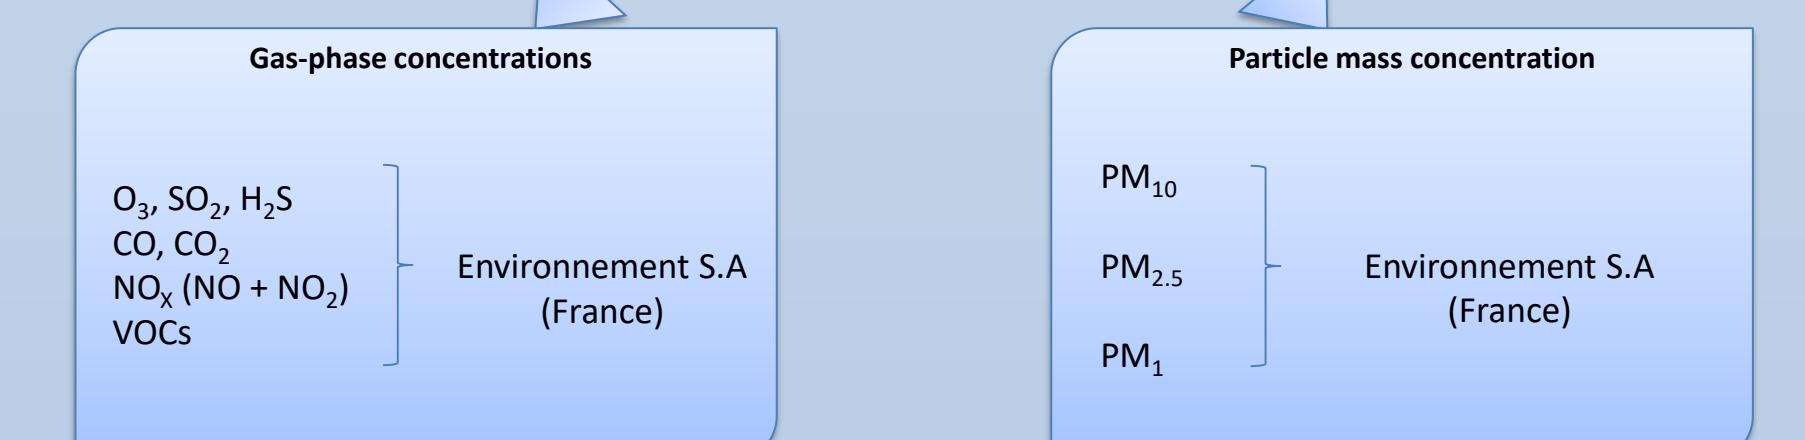 Gas-phase concentrations
O₃, SO₂, H₂S
CO, CO₂
NOₓ (NO + NO₂)
VOCs
Environnement S.A
(France)
Particle mass concentration
PM₁₀
PM₂.₅
PM₁
Environnement S.A
(France)